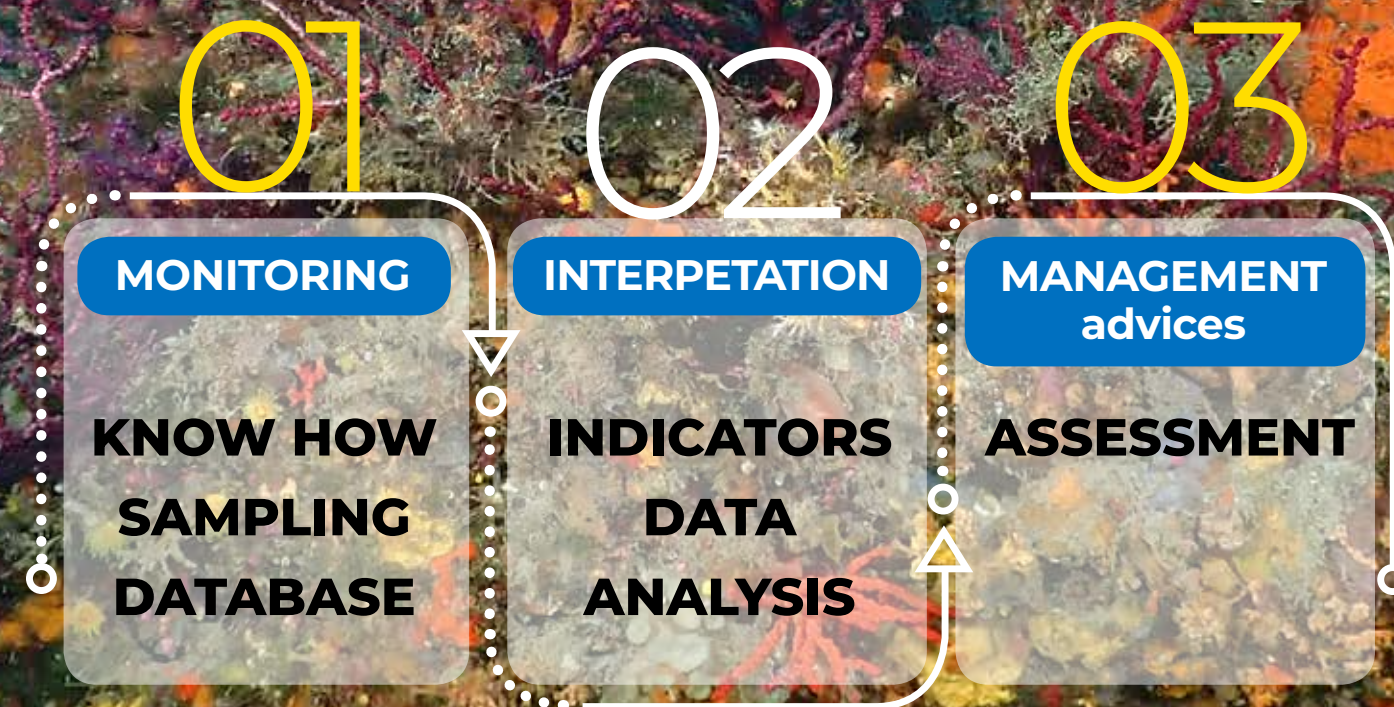 01
MONITORING
KNOW HOW
SAMPLING
DATABASE
02
INTERPETATION
INDICATORS
DATA
ANALYSIS
03
MANAGEMENT
advices
ASSESSMENT